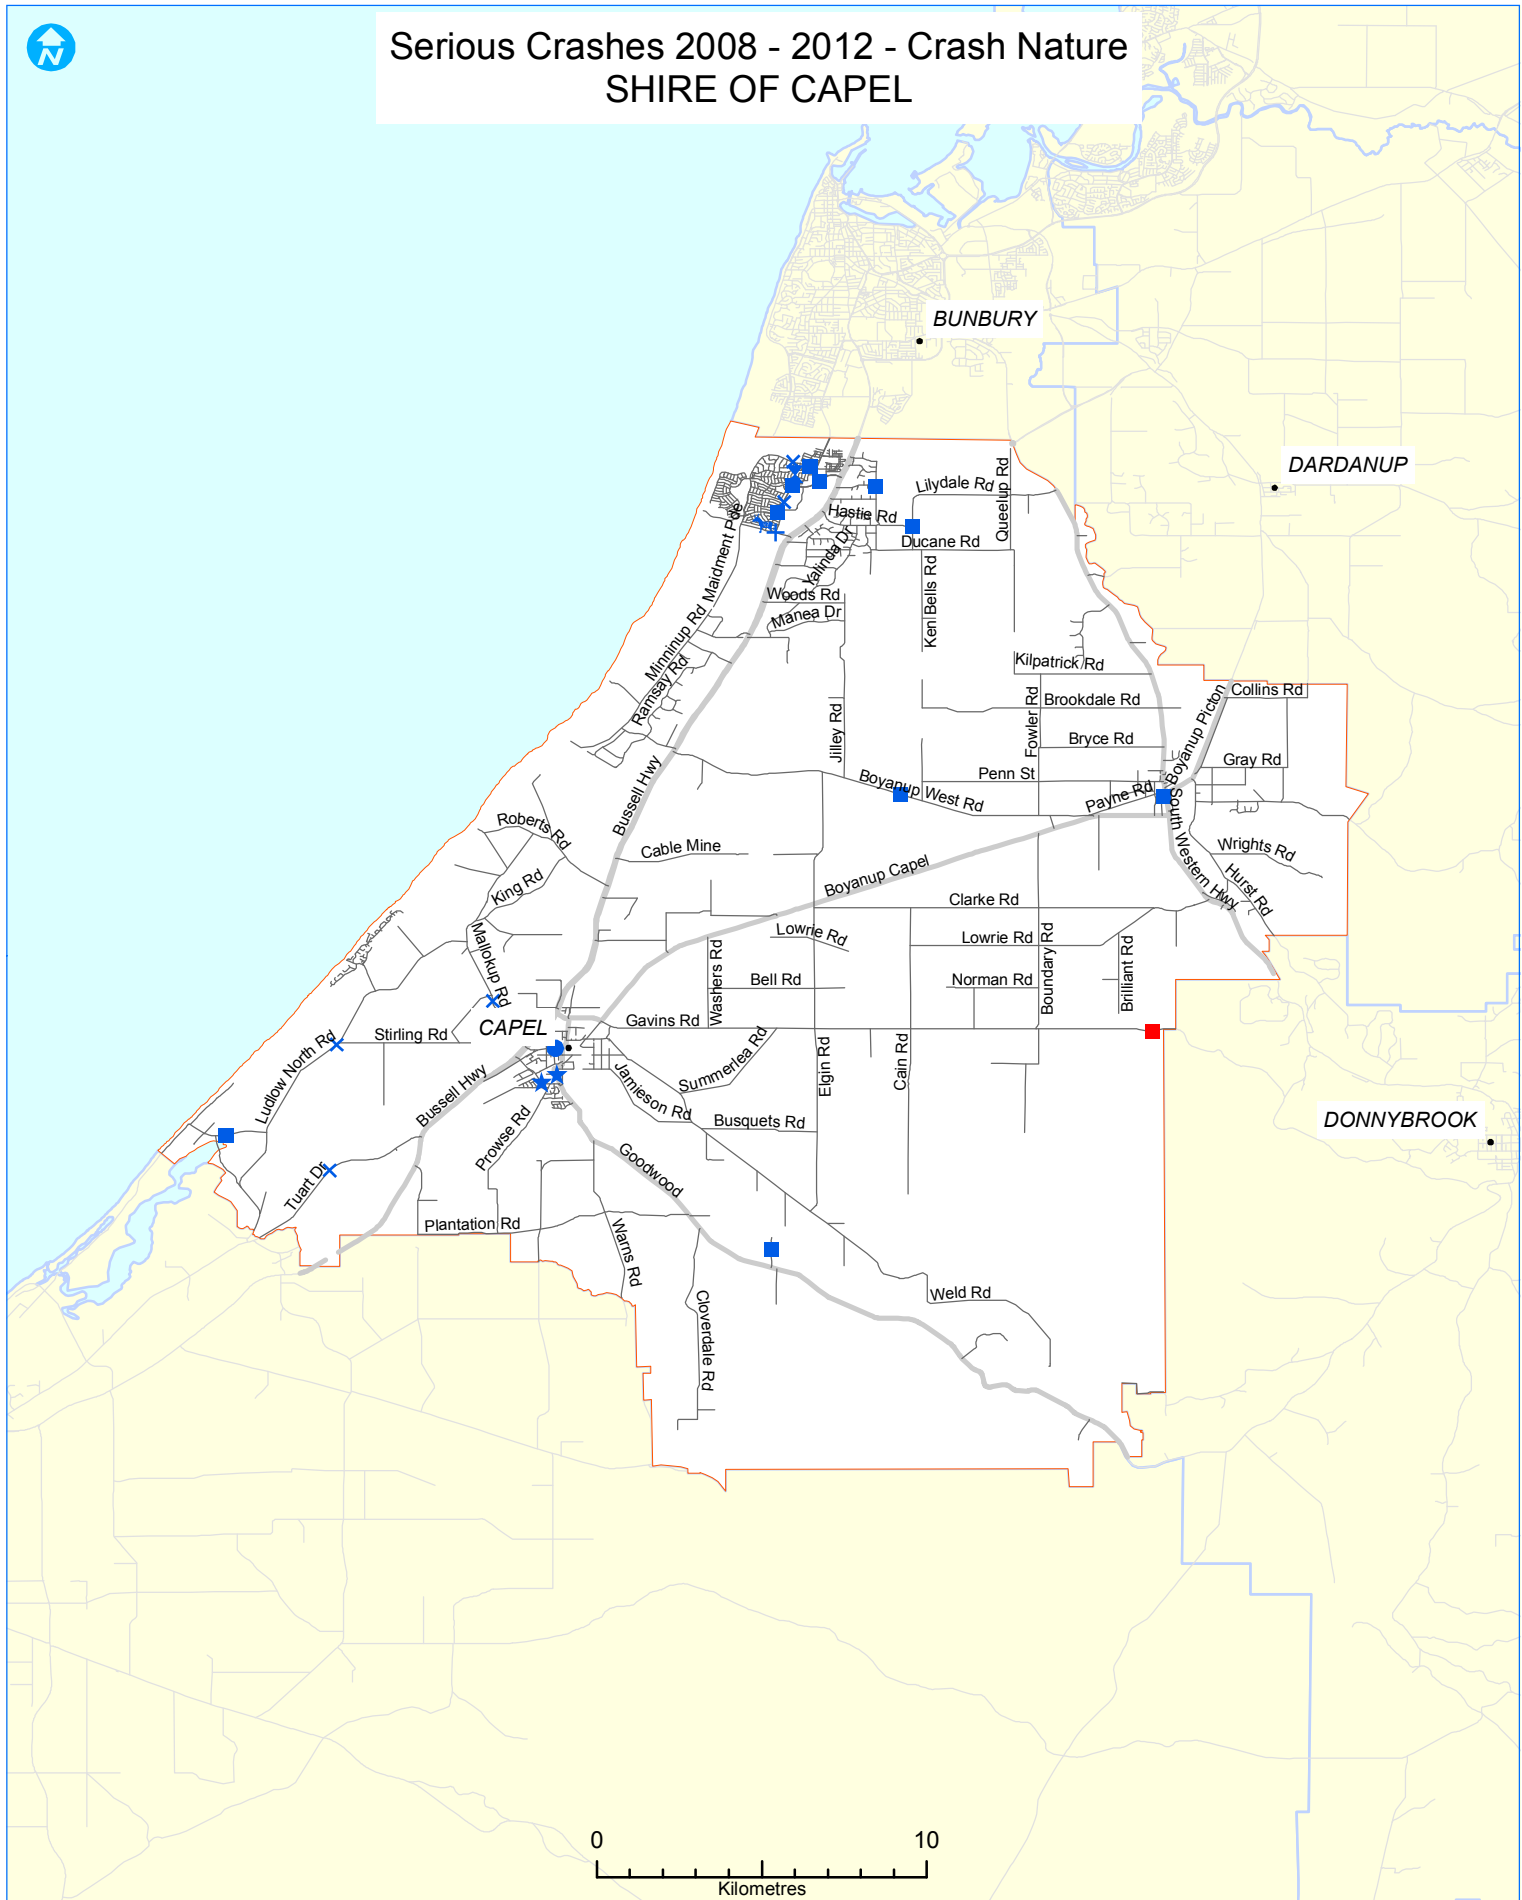 N
Serious Crashes 2008 - 2012 - Crash Nature
SHIRE OF CAPEL
BUNBURY
DARDANUP
Queelup Rd
Lilydale Rd
Hastie Rd
Maidment Pde
Ducane Rd
Yalinda Dr
Ken Bells Rd
Woods Rd
Manea Dr
Minninup Rd
Ramsay Rd
Kilpatrick Rd
Collins Rd
Brookdale Rd
Fowler Rd
Boyanup Picton
Jilley Rd
Bryce Rd
Gray Rd
Bussell Hwy
Penn St
Boyanup West Rd
Payne Rd
South Western Hwy
Roberts Rd
Cable Mine
Wrights Rd
Boyanup Capel
King Rd
Hurst Rd
Clarke Rd
Mallokup Rd
Lowrie Rd
Lowrie Rd
Washers Rd
Boundary Rd
Brilliant Rd
Bell Rd
Norman Rd
CAPEL
Gavins Rd
Stirling Rd
Ludlow North Rd
Summerlea Rd
Elgin Rd
Cain Rd
Bussell Hwy
Jamieson Rd
Busquets Rd
DONNYBROOK
Prowse Rd
Goodwood
Tuart Dr
Plantation Rd
Warns Rd
Weld Rd
Cloverdale Rd
0 10
Kilometres